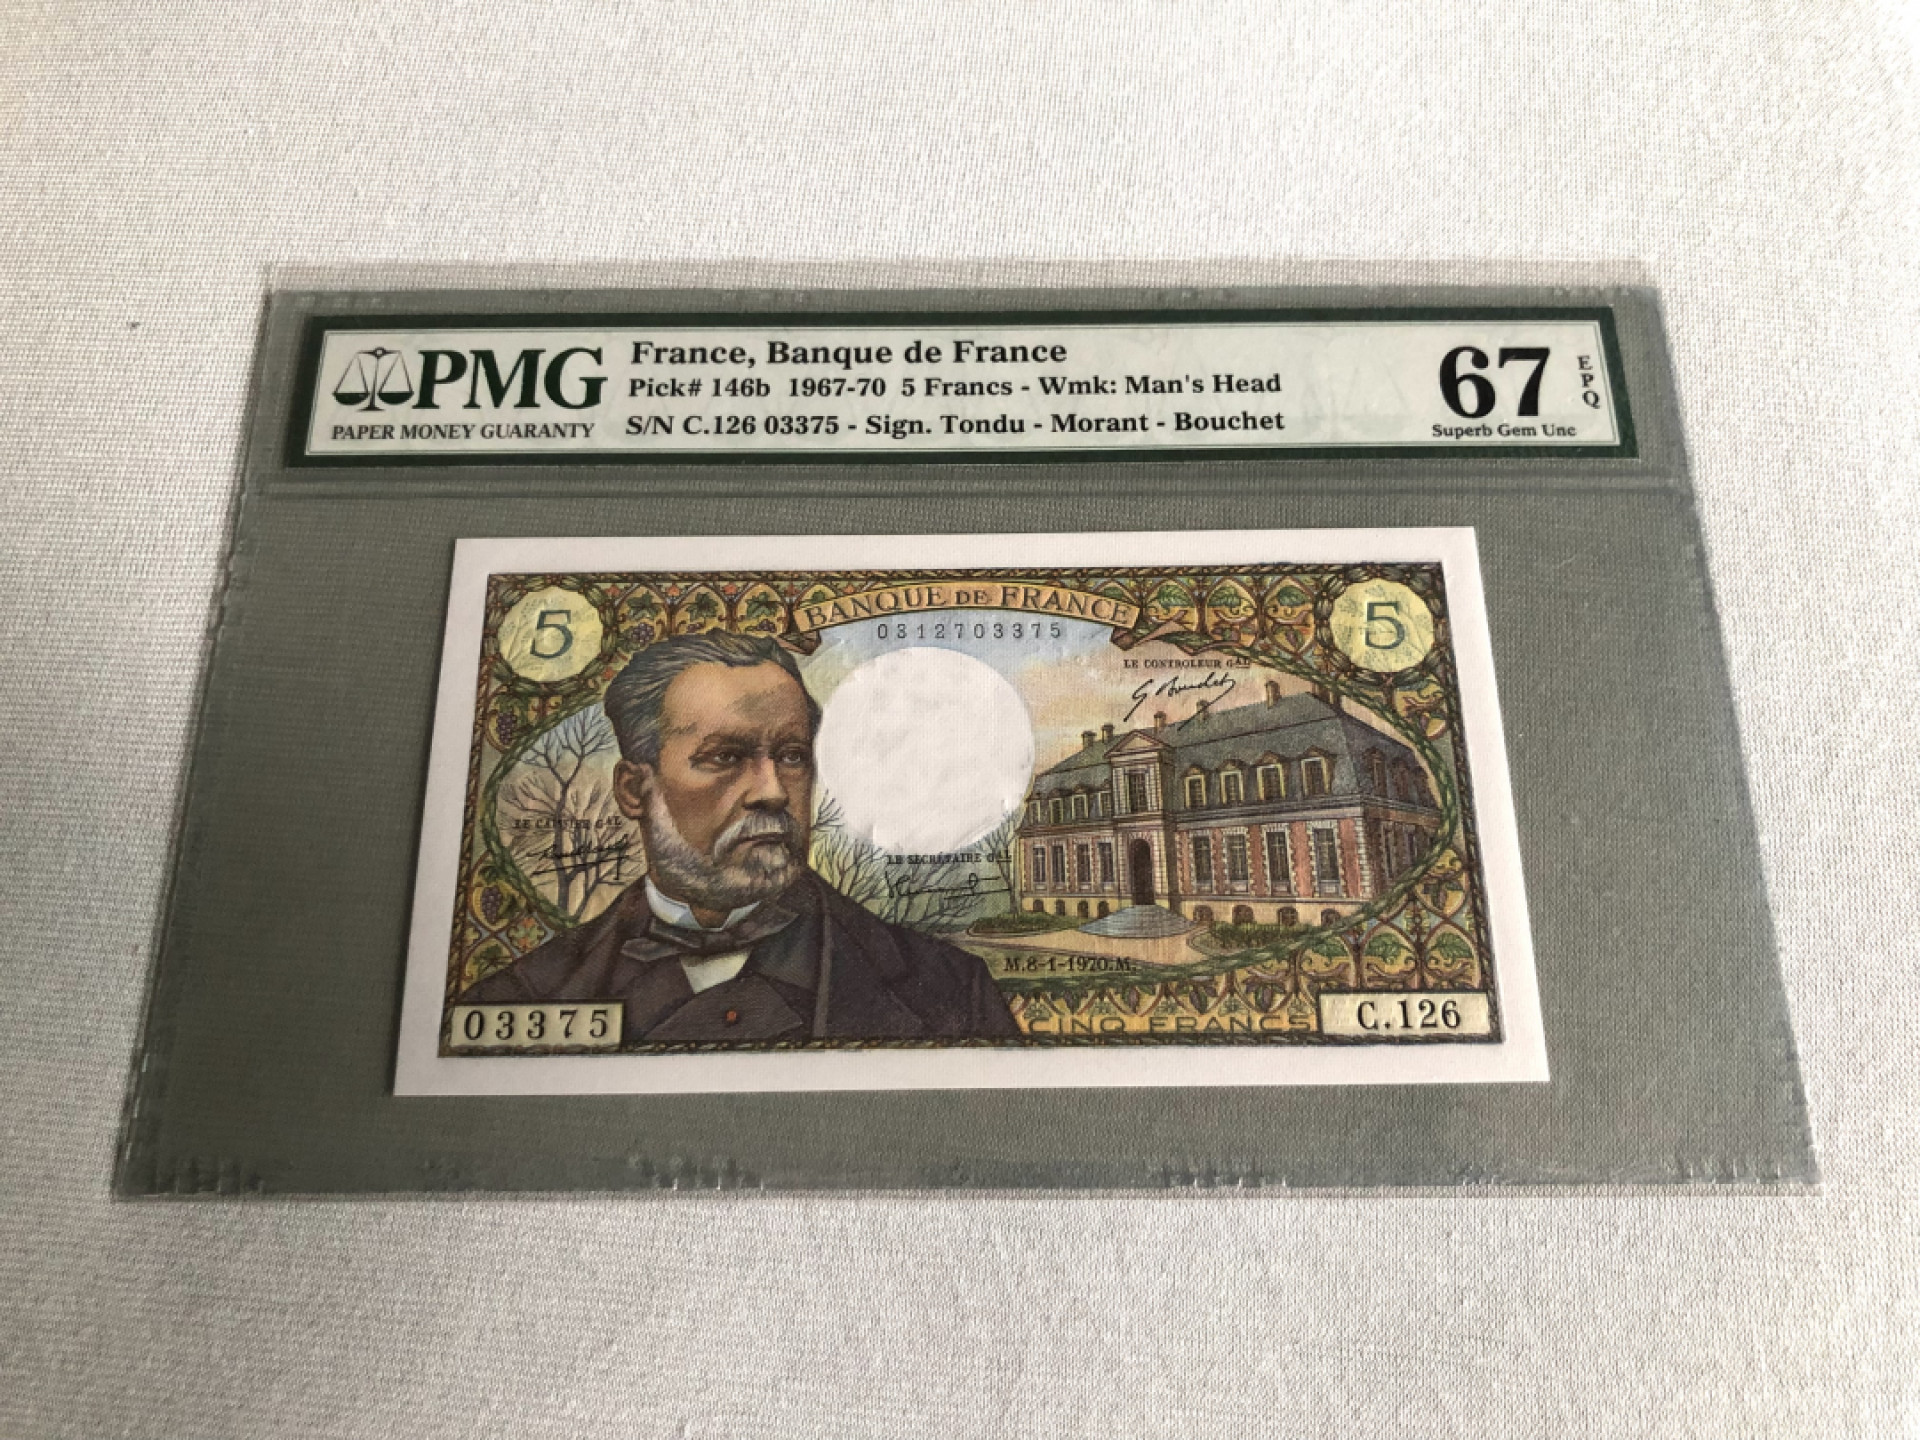 PMG
PAPER MONEY GUARANTY
France, Banque de France
Pick# 146b 1967-70 5 Francs - Wmk: Man's Head
S/N C.126 03375 - Sign. Tondu - Morant - Bouchet
67
EPQ
Superb Gem Unc
5
BANQUE DE FRANCE
5
0312703375
LE CONTROLEUR GAL
G Bouchet
LE CAISSIER GAL
LE SECRÉTAIRE GAL
M.8-1-1970.M.
03375
CINQ FRANCS
C.126